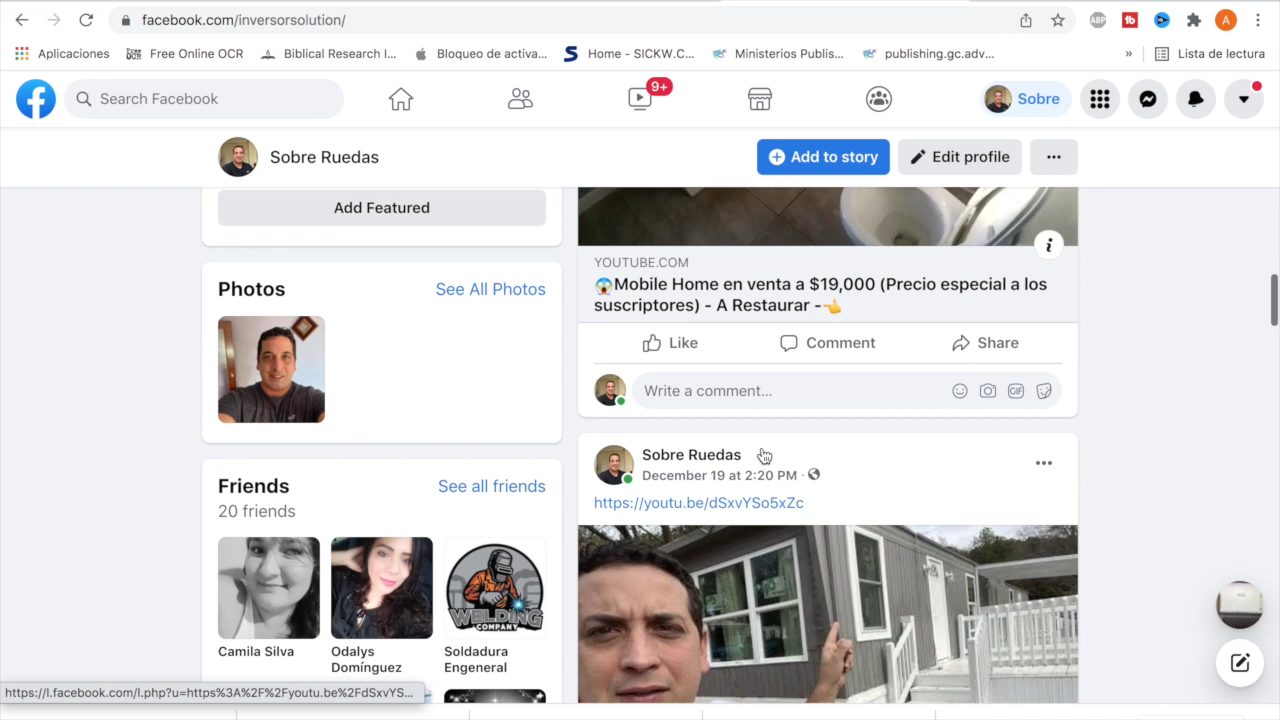 facebook.com/inversorsolution/
ABP
A
Aplicaciones
Free Online OCR
Biblical Research I...
Bloqueo de activa...
Home - SICKW.C...
Ministerios Publis...
publishing.gc.adv...
»
Lista de lectura
Search Facebook
9+
Sobre
Sobre Ruedas
Add to story
Edit profile
Add Featured
YOUTUBE.COM
😱Mobile Home en venta a $19,000 (Precio especial a los
suscriptores) - A Restaurar -👈
Photos
See All Photos
Like
Comment
Share
Write a comment...
GIF
Sobre Ruedas
December 19 at 2:20 PM ·
https://youtu.be/dSxvYSo5xZc
Friends
See all friends
20 friends
WELDING
COMPANY
Camila Silva
Odalys
Domínguez
Soldadura
Engeneral
https://l.facebook.com/l.php?u=https%3A%2F%2Fyoutu.be%2FdSxvYS...